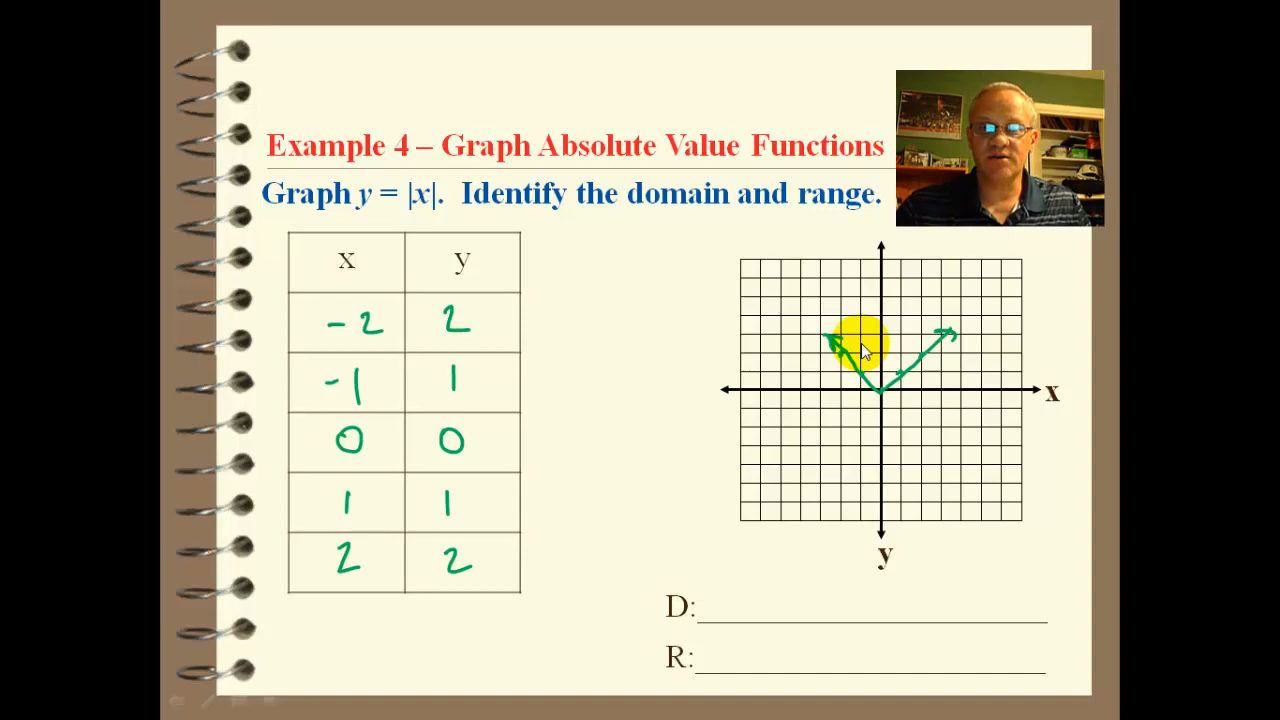 Example 4 – Graph Absolute Value Functions
Graph y = |x|. Identify the domain and range.
x y
-2 2
-1 1
0 0
1 1
2 2
x
y
D:
R: